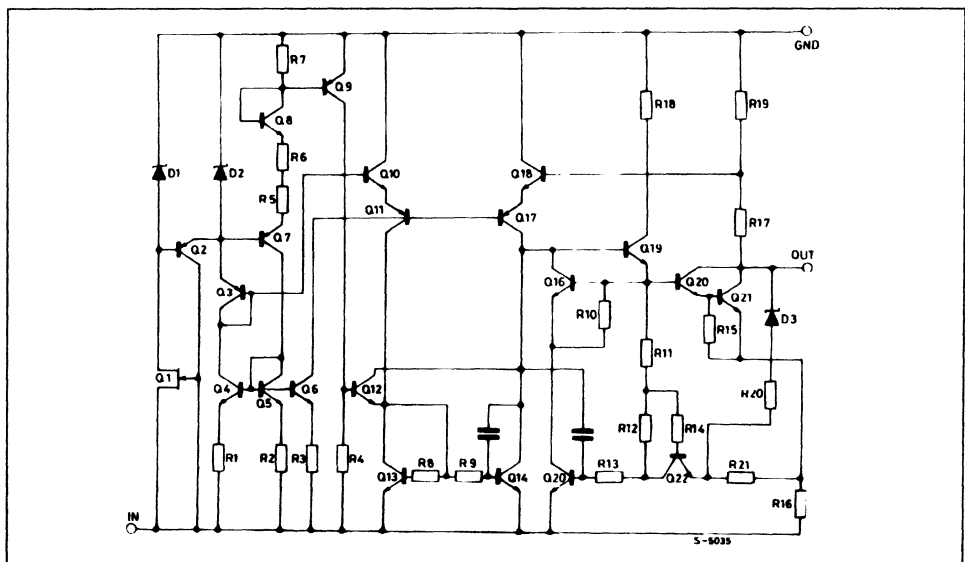 GND
R7
Q9
R18
R19
Q8
R6
D1
D2
Q10
Q18
R5
Q11
Q17
R17
Q2
Q7
Q19
OUT
Q3
Q16
Q20
Q21
R10
R15
D3
R11
Q1
Q4
Q5
Q6
Q12
R20
R12
R14
R1
R2
R3
R4
Q13
R8
R9
Q14
Q20
R13
Q22
R21
R16
IN
S-5035